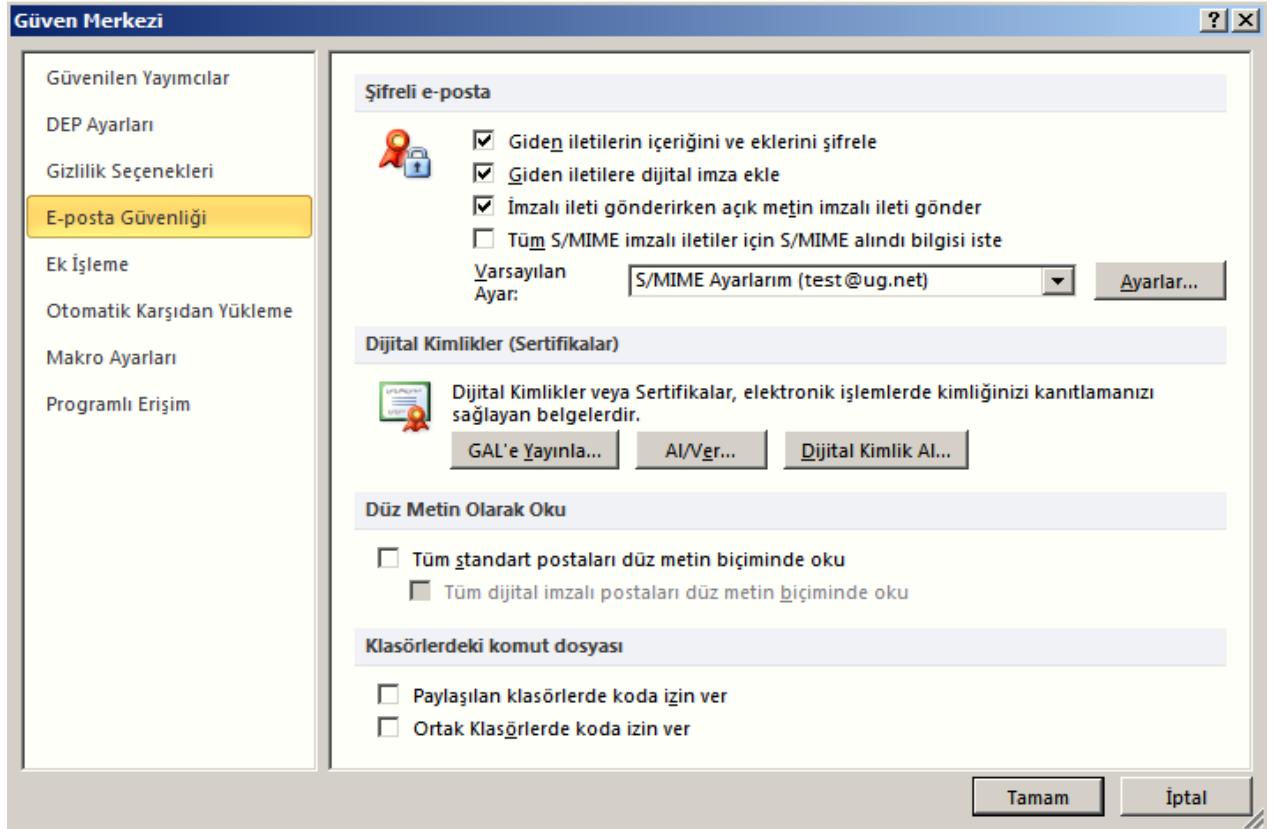 Güven Merkezi
Güvenilen Yayımcılar
DEP Ayarları
Gizlilik Seçenekleri
E-posta Güvenliği
Ek İşleme
Otomatik Karşıdan Yükleme
Makro Ayarları
Programlı Erişim
Şifreli e-posta
Giden iletilerin içeriğini ve eklerini şifrele
Giden iletilere dijital imza ekle
İmzalı ileti gönderirken açık metin imzalı ileti gönder
Tüm S/MIME imzalı iletiler için S/MIME alındı bilgisi iste
Varsayılan
Ayar:
S/MIME Ayarlarım (test@ug.net)
Ayarlar...
Dijital Kimlikler (Sertifikalar)
Dijital Kimlikler veya Sertifikalar, elektronik işlemlerde kimliğinizi kanıtlamanızı
sağlayan belgelerdir.
GAL'e Yayınla... Al/Ver... Dijital Kimlik Al...
Düz Metin Olarak Oku
Tüm standart postaları düz metin biçiminde oku
Tüm dijital imzalı postaları düz metin biçiminde oku
Klasörlerdeki komut dosyası
Paylaşılan klasörlerde koda izin ver
Ortak Klasörlerde koda izin ver
Tamam İptal